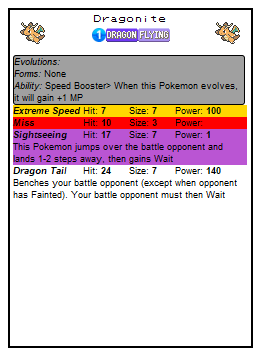 Dragonite
1 DRAGON FLYING
Evolutions:
Forms: None
Ability: Speed Booster> When this Pokemon evolves,
it will gain +1 MP
Extreme Speed Hit: 7 Size: 7 Power: 100
Miss Hit: 10 Size: 3 Power:
Sightseeing Hit: 17 Size: 7 Power: 1
This Pokemon jumps over the battle opponent and
lands 1-2 steps away, then gains Wait
Dragon Tail Hit: 24 Size: 7 Power: 140
Benches your battle opponent (except when opponent
has Fainted). Your battle opponent must then Wait